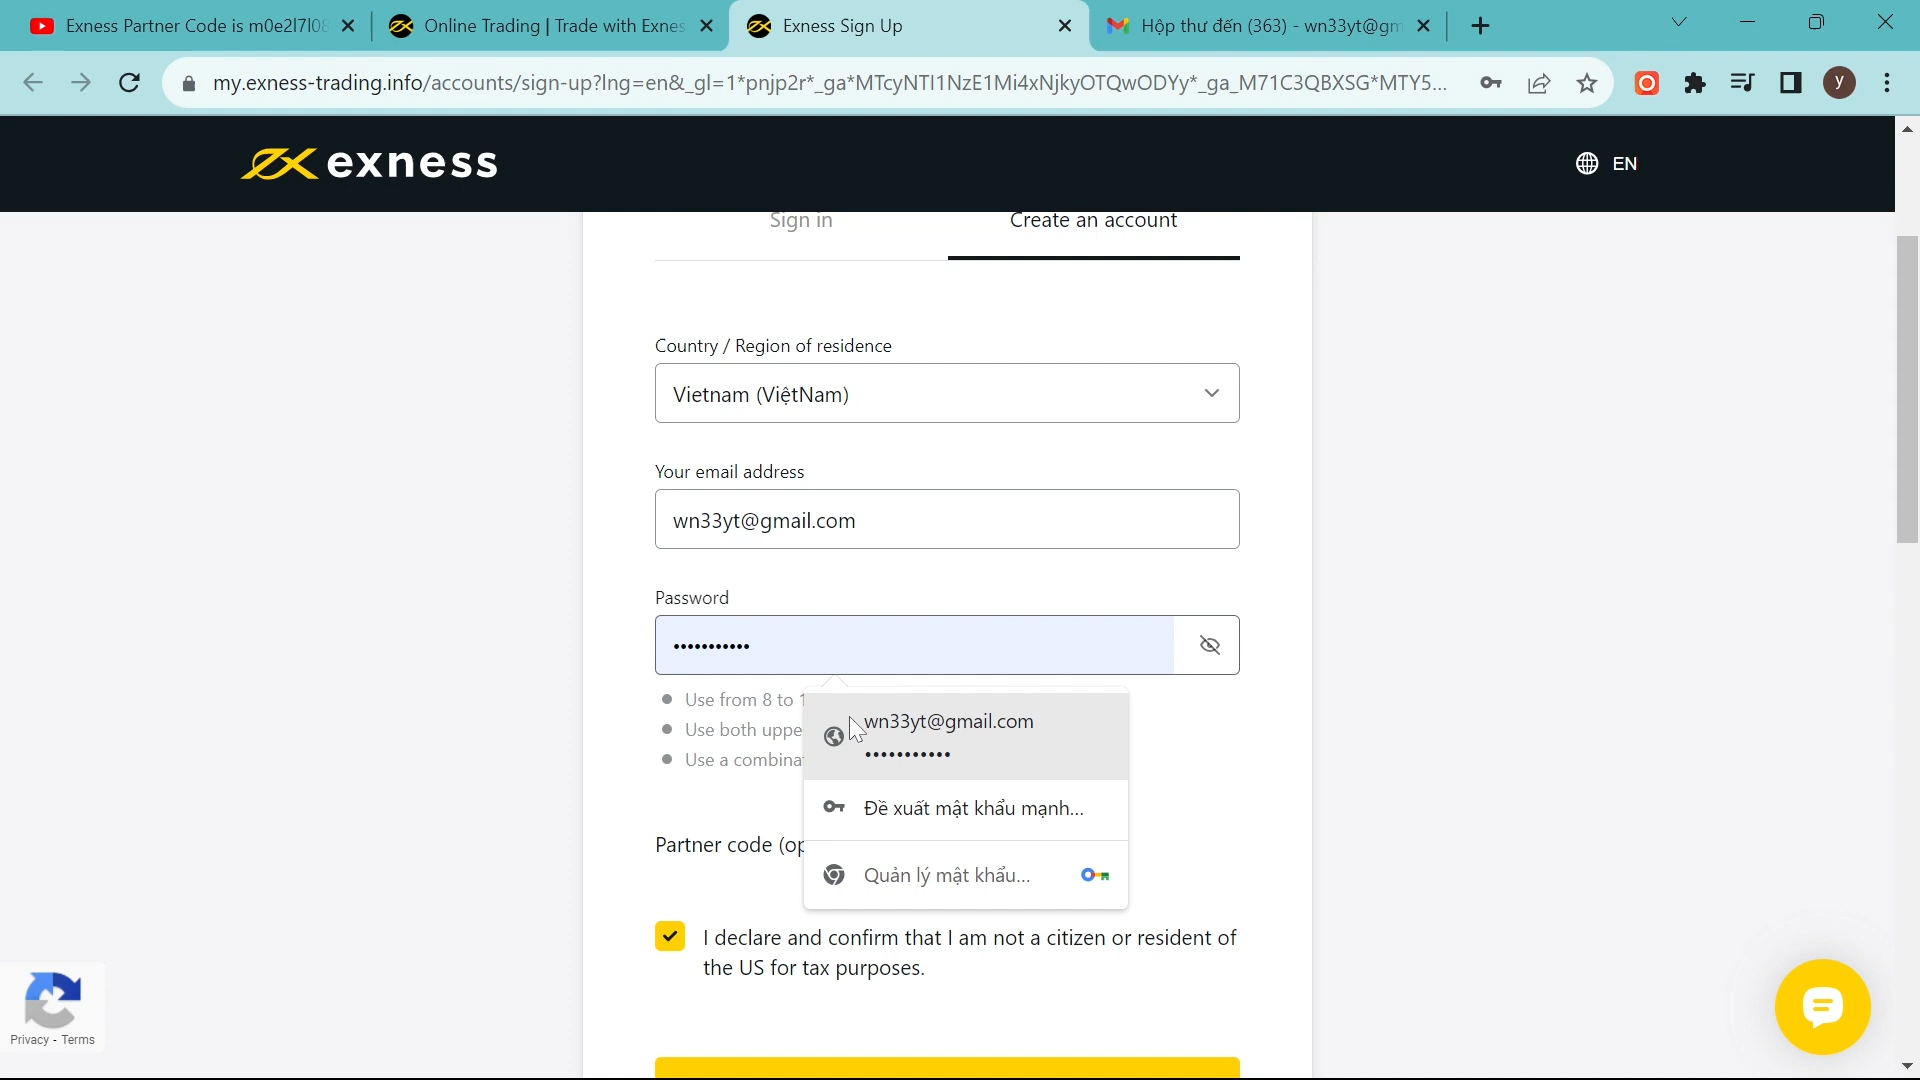 Exness Partner Code is m0e2l7l08
Online Trading | Trade with Exnes
Exness Sign Up
Hộp thư đến (363) - wn33yt@gm
my.exness-trading.info/accounts/sign-up?lng=en&_gl=1*pnjp2r*_ga*MTcyNTI1NzE1Mi4xNjkyOTQwODYy*_ga_M71C3QBXSG*MTY5...
y
exness
EN
Sign in
Create an account
Country / Region of residence
Vietnam (ViệtNam)
Your email address
wn33yt@gmail.com
Password
•••••••••••
Use from 8 to 1
Use both uppe
Use a combina
wn33yt@gmail.com
•••••••••••
Đề xuất mật khẩu mạnh...
Partner code (op
Quản lý mật khẩu...
I declare and confirm that I am not a citizen or resident of
the US for tax purposes.
Privacy - Terms